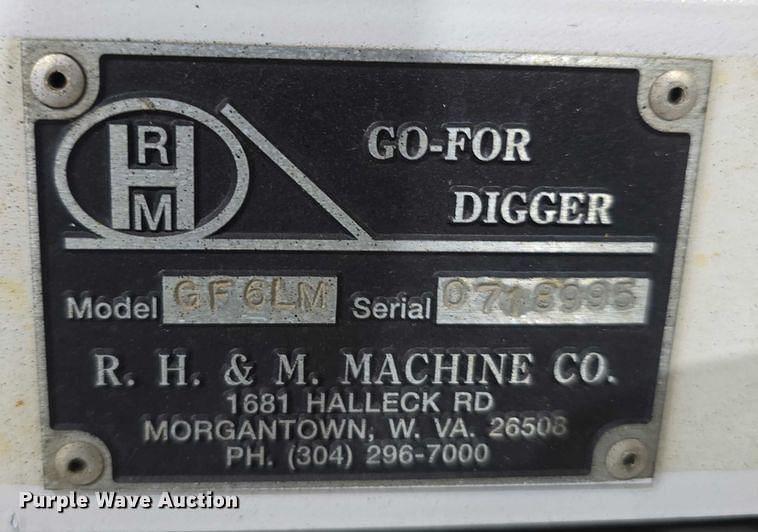 R
H
M
GO-FOR
DIGGER
Model GF6LM Serial
R. H. & M. MACHINE CO.
1681 HALLECK RD
MORGANTOWN, W. VA. 26508
PH. (304) 296-7000
Purple Wave Auction